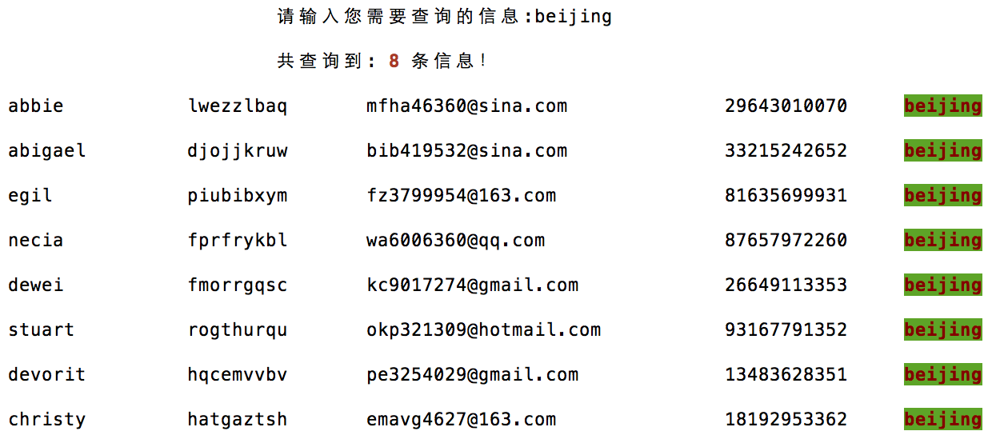 请输入您需要查询的信息:beijing
共查询到: 8 条信息!
abbie lwezzlbaq mfha46360@sina.com 29643010070 beijing
abigael djojjkruw bib419532@sina.com 33215242652 beijing
egil piubibxym fz3799954@163.com 81635699931 beijing
necia fprfrykbl wa6006360@qq.com 87657972260 beijing
dewei fmorrgqsc kc9017274@gmail.com 26649113353 beijing
stuart rogthurqu okp321309@hotmail.com 93167791352 beijing
devorit hqcemvvbv pe3254029@gmail.com 13483628351 beijing
christy hatgaztsh emavg4627@163.com 18192953362 beijing